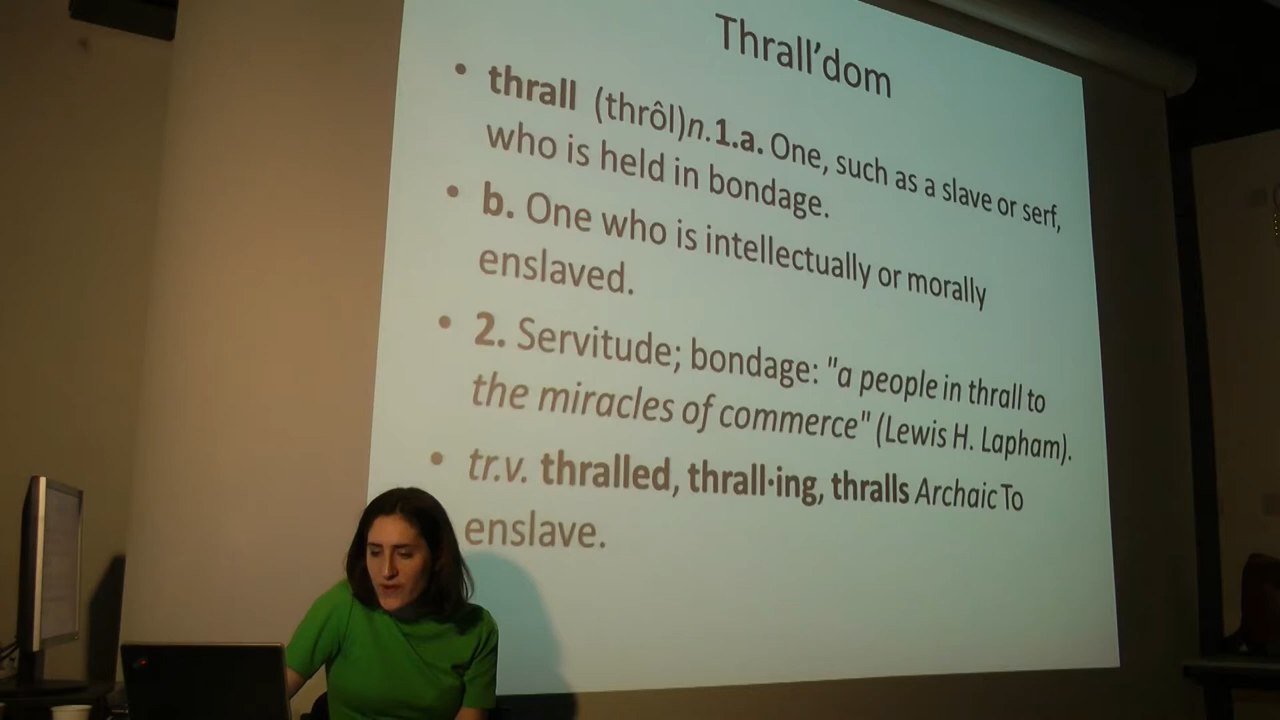 Thrall'dom
• thrall (thrôl)n.1.a. One, such as a slave or serf,
who is held in bondage.
• b. One who is intellectually or morally
enslaved.
• 2. Servitude; bondage: "a people in thrall to
the miracles of commerce" (Lewis H. Lapham).
• tr.v. thralled, thrall·ing, thralls Archaic To
enslave.